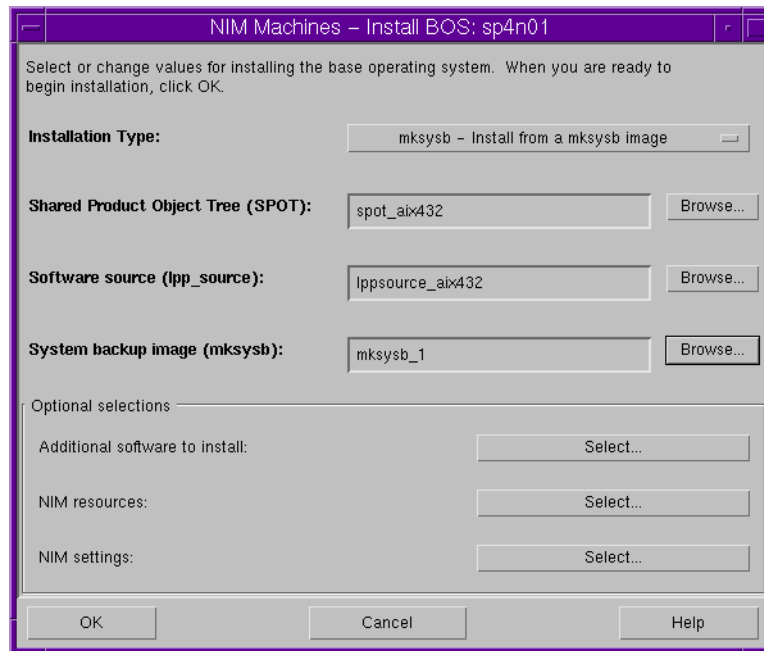 NIM Machines – Install BOS: sp4n01
Select or change values for installing the base operating system. When you are ready to
begin installation, click OK.
Installation Type:
mksysb – Install from a mksysb image
Shared Product Object Tree (SPOT):
spot_aix432
Browse...
Software source (lpp_source):
lppsource_aix432
Browse...
System backup image (mksysb):
mksysb_1
Browse...
Optional selections
Additional software to install:
Select...
NIM resources:
Select...
NIM settings:
Select...
OK
Cancel
Help